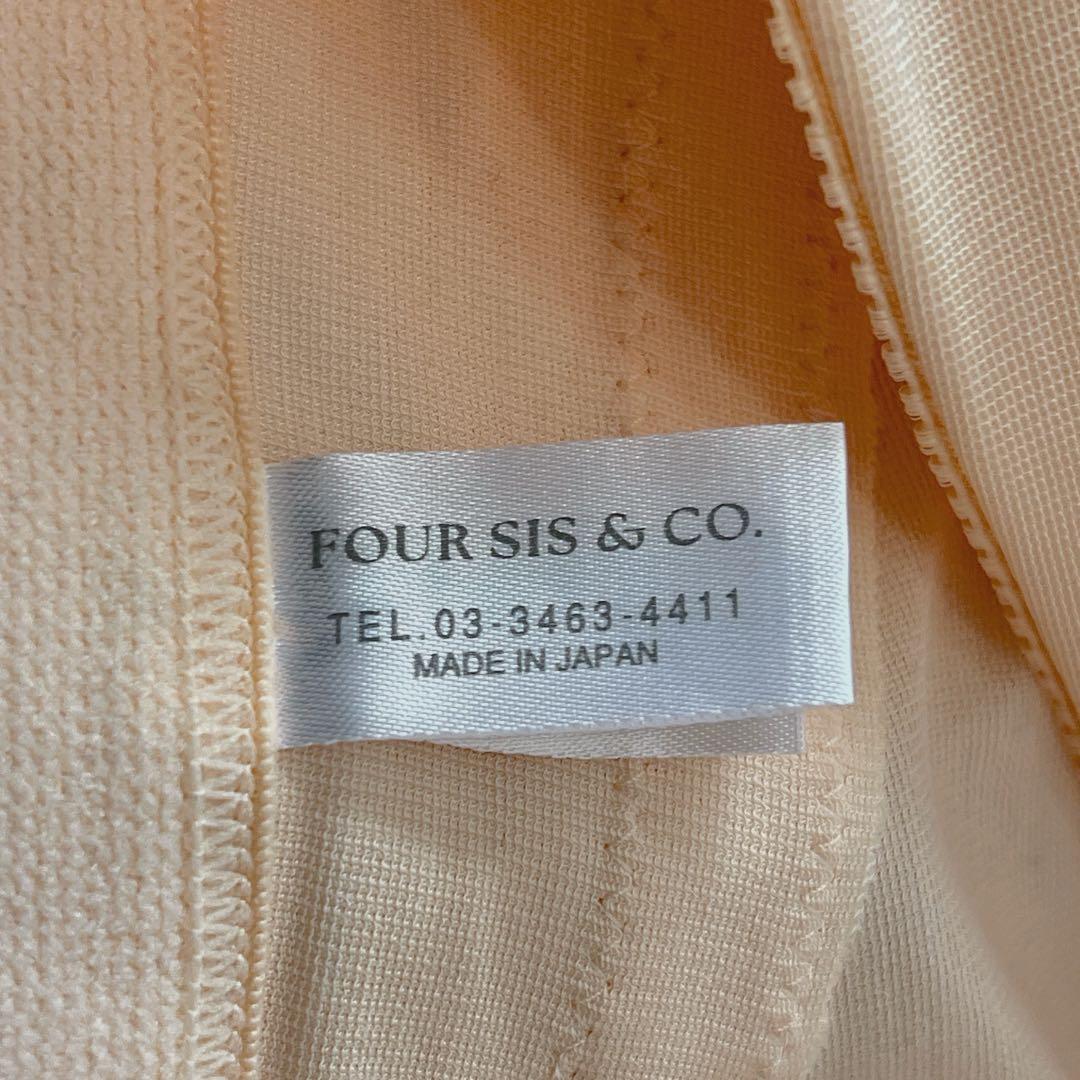 FOUR SIS & CO.
TEL.03-3463-4411
MADE IN JAPAN